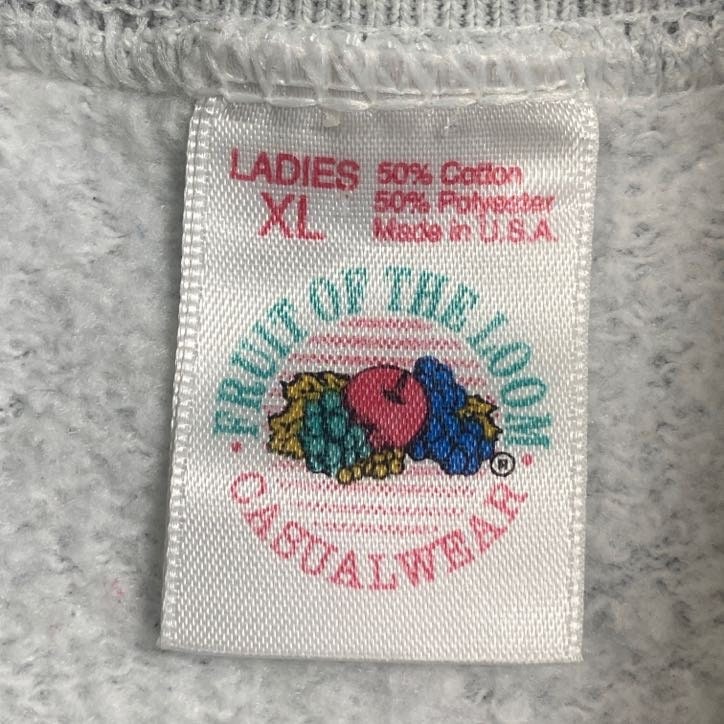 LADIES
XL
50% Cotton
50% Polyester
Made in U.S.A.
FRUIT OF THE LOOM
®
CASUALWEAR